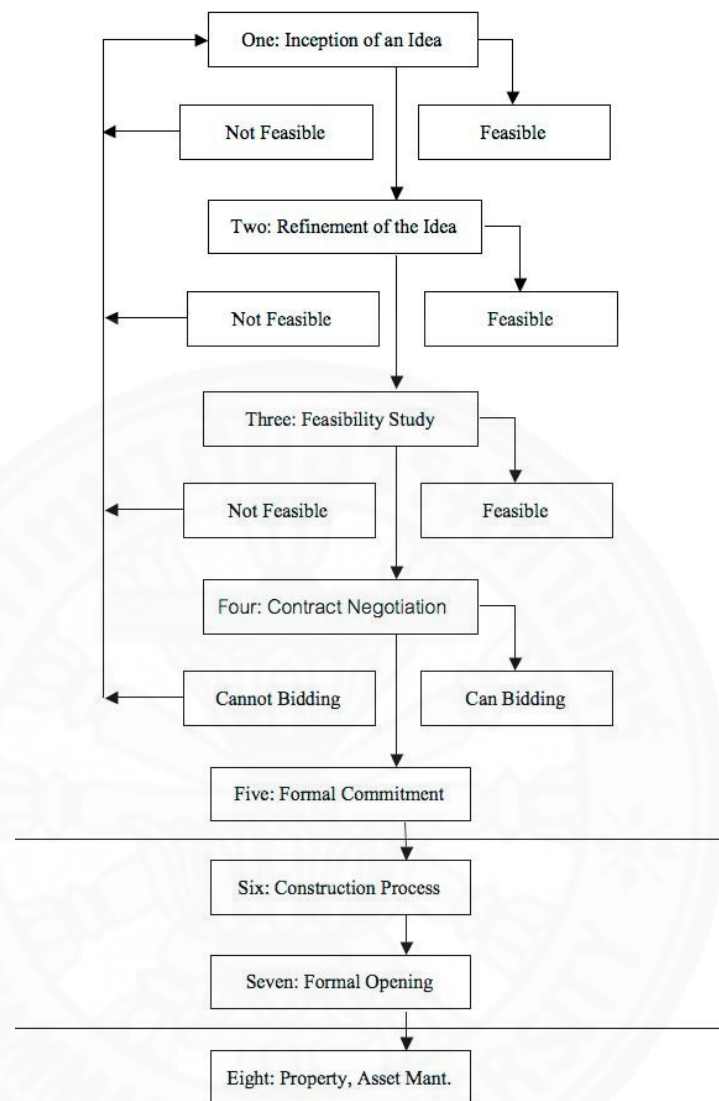 One: Inception of an Idea
Not Feasible
Feasible
Two: Refinement of the Idea
Not Feasible
Feasible
Three: Feasibility Study
Not Feasible
Feasible
Four: Contract Negotiation
Cannot Bidding
Can Bidding
Five: Formal Commitment
Six: Construction Process
Seven: Formal Opening
Eight: Property, Asset Mant.